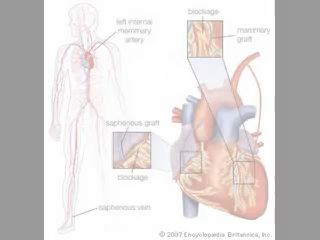 blockage
left internal
mammary
artery
mammary
graft
saphenous graft
blockage
saphenous vein
© 2007 Encyclopædia Britannica, Inc.